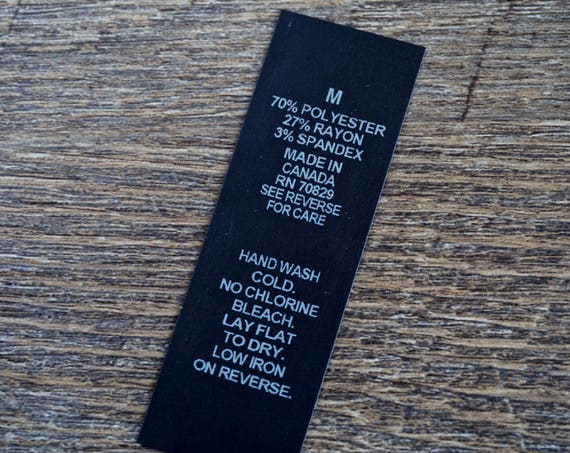 M
70% POLYESTER
27% RAYON
3% SPANDEX
MADE IN
CANADA
RN 70829
SEE REVERSE
FOR CARE
HAND WASH
COLD.
NO CHLORINE
BLEACH.
LAY FLAT
TO DRY.
LOW IRON
ON REVERSE.